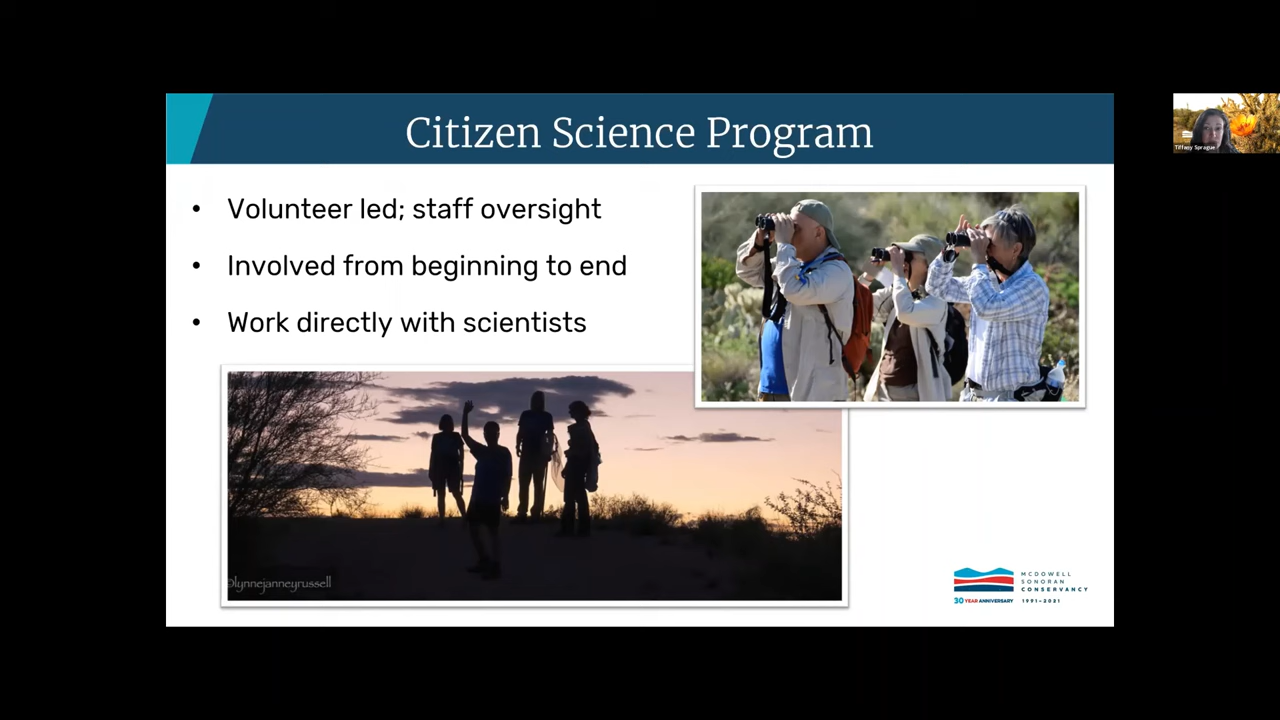 Citizen Science Program
• Volunteer led; staff oversight
• Involved from beginning to end
• Work directly with scientists
Tiffany Sprague
©lynnejanneyrussell
MCDOWELL
SONORAN
CONSERVANCY
30 YEAR ANNIVERSARY 1991-2021